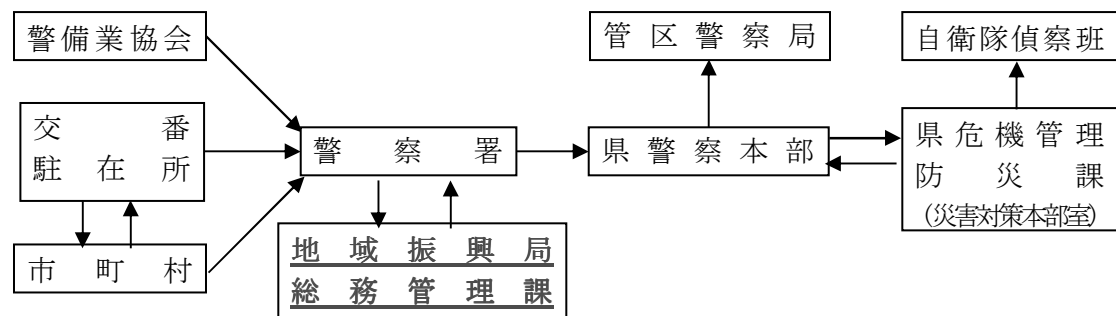 警備業協会
管区警察局
自衛隊偵察班
交番
駐在所
警察署
県警察本部
県危機管理
防災課
(災害対策本部室)
市町村
地域振興局
総務管理課